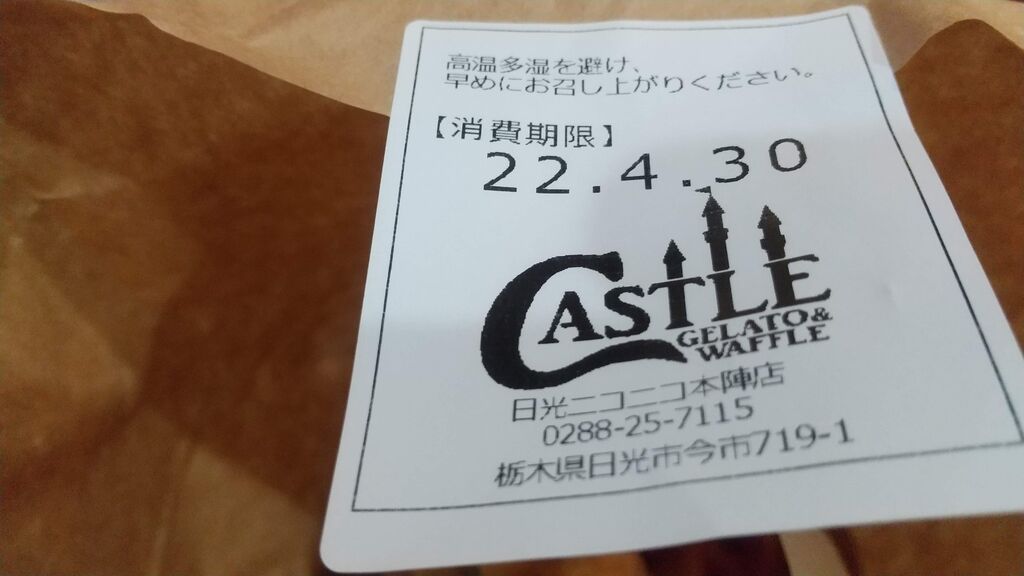 高温多湿を避け、
早めにお召し上がりください。
【消費期限】
22.4.30
CASTLE
GELATO&
WAFFLE
日光ニコニコ本陣店
0288-25-7115
栃木県日光市今市719-1